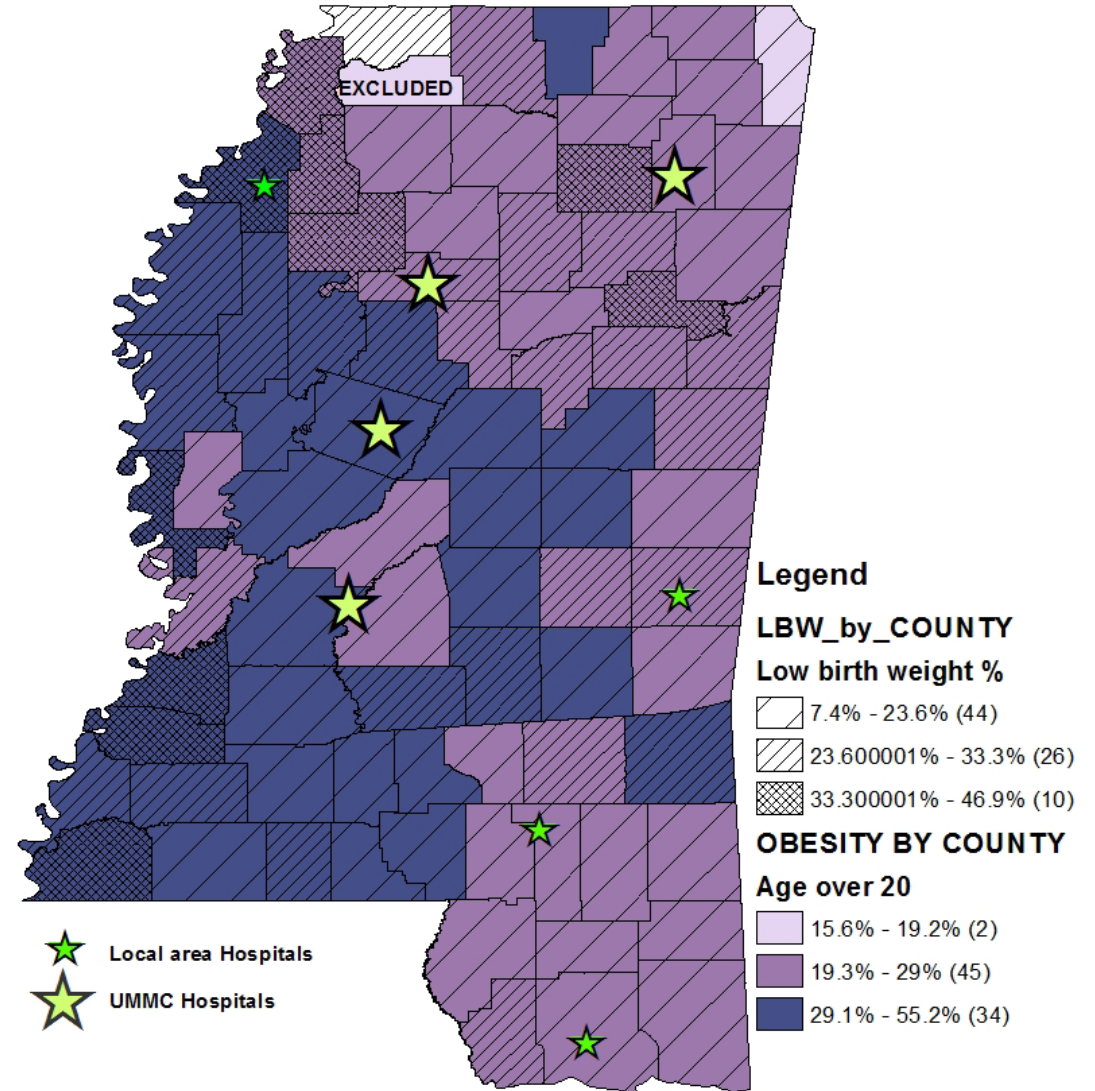 EXCLUDED
Legend
LBW_by_COUNTY
Low birth weight %
7.4% - 23.6% (44)
23.600001% - 33.3% (26)
33.300001% - 46.9% (10)
OBESITY BY COUNTY
Age over 20
15.6% - 19.2% (2)
19.3% - 29% (45)
29.1% - 55.2% (34)
Local area Hospitals
UMMC Hospitals